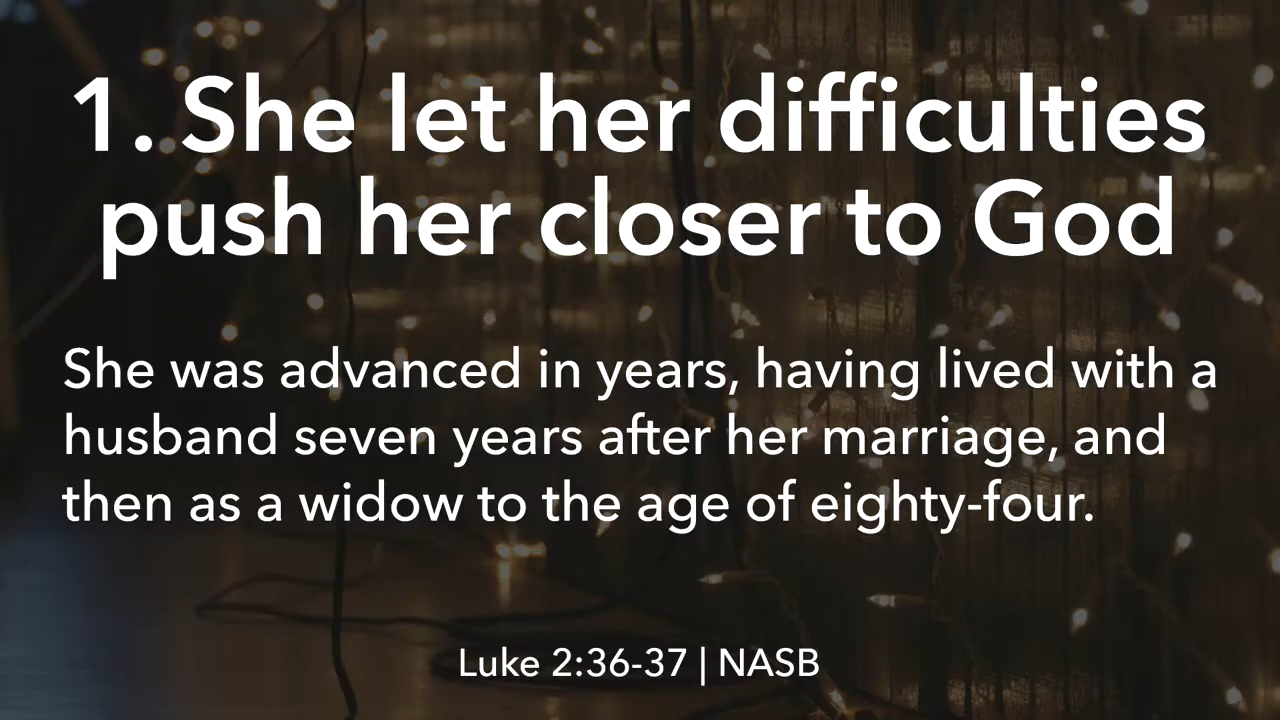 1. She let her difficulties
push her closer to God
She was advanced in years, having lived with a
husband seven years after her marriage, and
then as a widow to the age of eighty-four.
Luke 2:36-37 | NASB